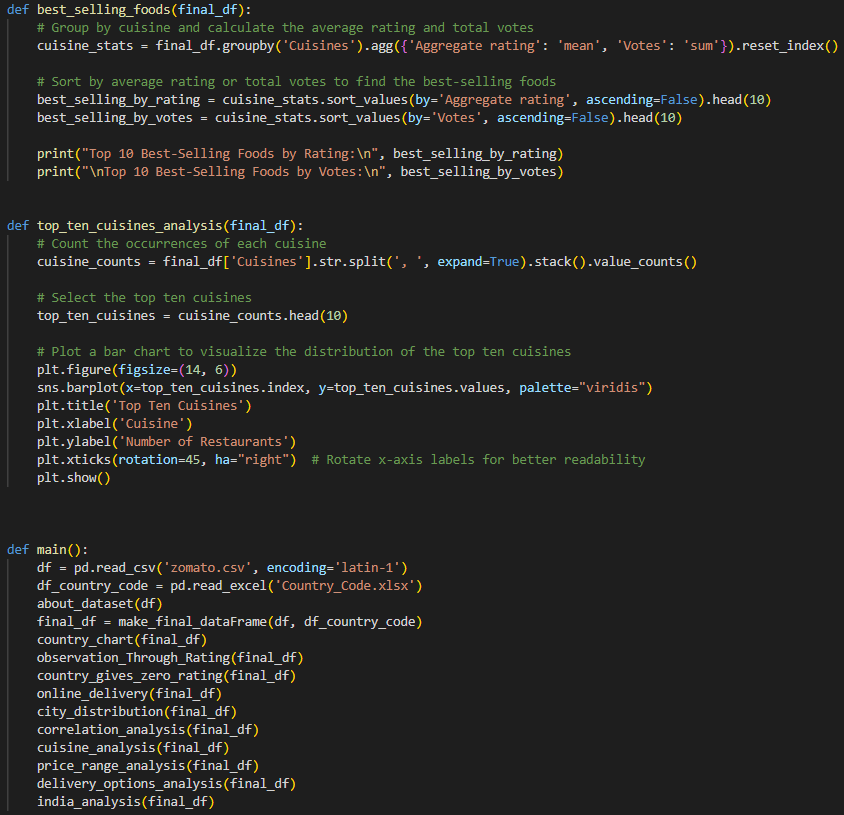 def best_selling_foods(final_df):
    # Group by cuisine and calculate the average rating and total votes
    cuisine_stats = final_df.groupby('Cuisines').agg({'Aggregate rating': 'mean', 'Votes': 'sum'}).reset_index()

    # Sort by average rating or total votes to find the best-selling foods
    best_selling_by_rating = cuisine_stats.sort_values(by='Aggregate rating', ascending=False).head(10)
    best_selling_by_votes = cuisine_stats.sort_values(by='Votes', ascending=False).head(10)

    print("Top 10 Best-Selling Foods by Rating:\n", best_selling_by_rating)
    print("\nTop 10 Best-Selling Foods by Votes:\n", best_selling_by_votes)


def top_ten_cuisines_analysis(final_df):
    # Count the occurrences of each cuisine
    cuisine_counts = final_df['Cuisines'].str.split(', ', expand=True).stack().value_counts()

    # Select the top ten cuisines
    top_ten_cuisines = cuisine_counts.head(10)

    # Plot a bar chart to visualize the distribution of the top ten cuisines
    plt.figure(figsize=(14, 6))
    sns.barplot(x=top_ten_cuisines.index, y=top_ten_cuisines.values, palette="viridis")
    plt.title('Top Ten Cuisines')
    plt.xlabel('Cuisine')
    plt.ylabel('Number of Restaurants')
    plt.xticks(rotation=45, ha="right")  # Rotate x-axis labels for better readability
    plt.show()



def main():
    df = pd.read_csv('zomato.csv', encoding='latin-1')
    df_country_code = pd.read_excel('Country_Code.xlsx')
    about_dataset(df)
    final_df = make_final_dataFrame(df, df_country_code)
    country_chart(final_df)
    observation_Through_Rating(final_df)
    country_gives_zero_rating(final_df)
    online_delivery(final_df)
    city_distribution(final_df)
    correlation_analysis(final_df)
    cuisine_analysis(final_df)
    price_range_analysis(final_df)
    delivery_options_analysis(final_df)
    india_analysis(final_df)